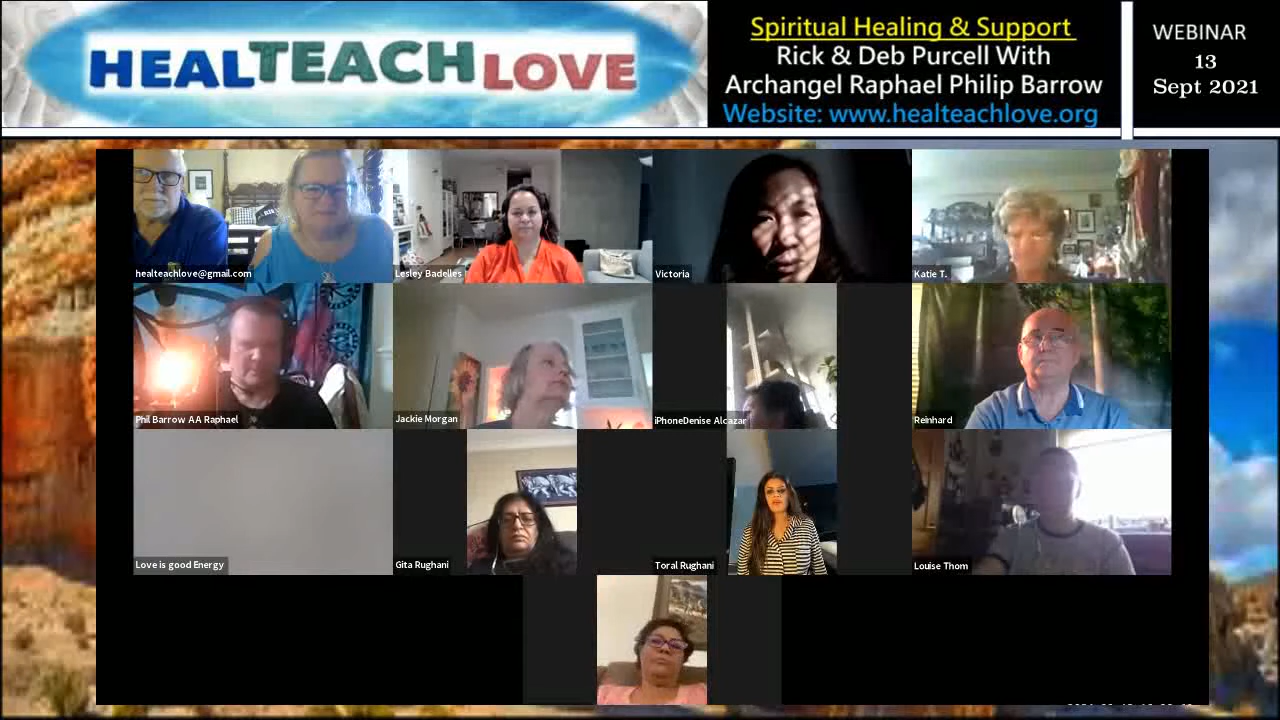 HEALTEACHLOVE
Spiritual Healing & Support
Rick & Deb Purcell With
Archangel Raphael Philip Barrow
Website: www.healteachlove.org
WEBINAR
13
Sept 2021
healteachlove@gmail.com
Lesley Badelles
Victoria
Katie T.
Phil Barrow AA Raphael
Jackie Morgan
iPhoneDenise Alcazar
Reinhard
Love is good Energy
Gita Rughani
Toral Rughani
Louise Thom